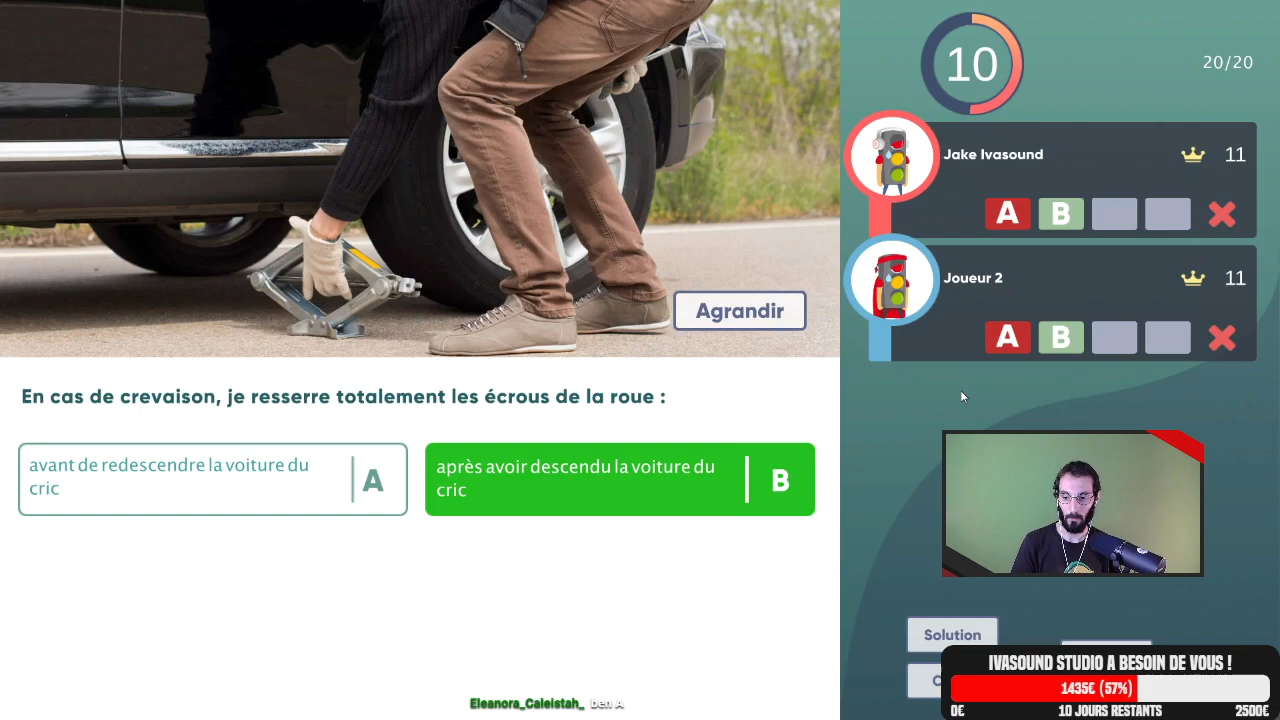 10
20/20
Jake Ivasound
11
A B
Joueur 2
11
A B
Agrandir
En cas de crevaison, je resserre totalement les écrous de la roue :
avant de redescendre la voiture du
cric
A
après avoir descendu la voiture du
cric
B
Solution
IVASOUND STUDIO A BESOIN DE VOUS !
1435€ (57%)
0€ 10 JOURS RESTANTS 2500€
Eleanora_Caleistah_ ben A